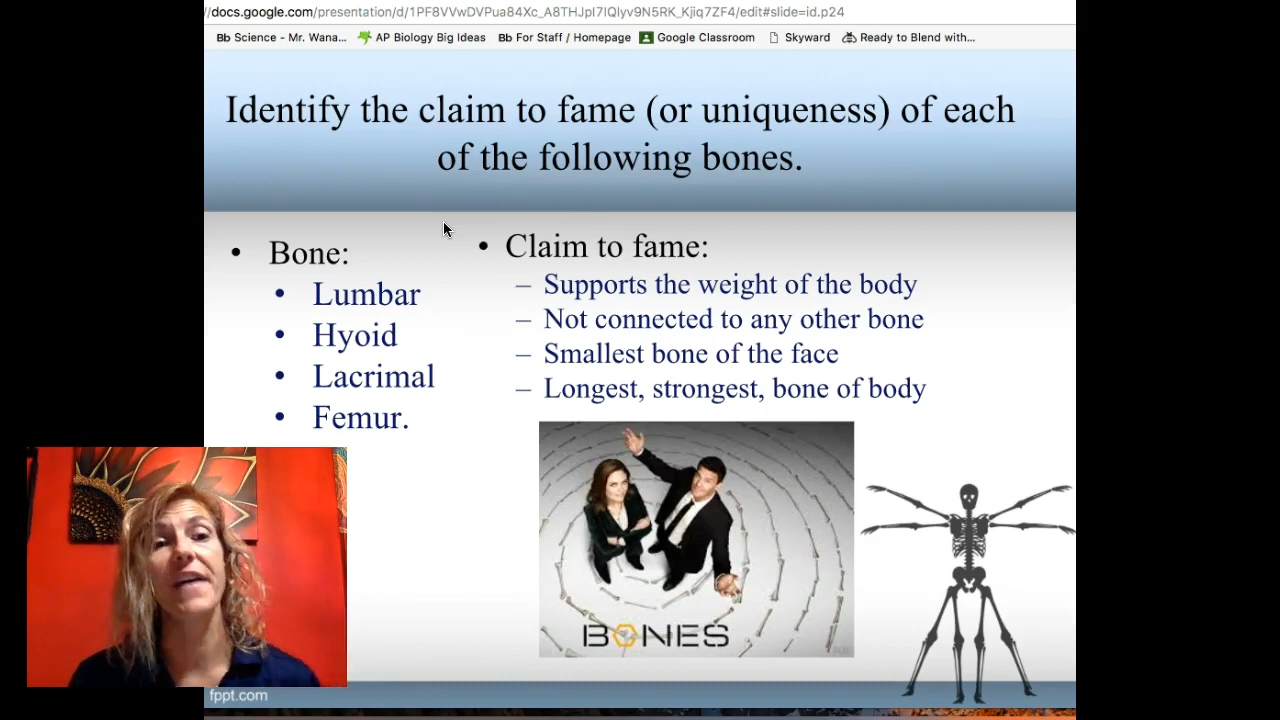 //docs.google.com/presentation/d/1PF8VVwDVPua84Xc_A8THJpI7IQlyv9N5RK_Kjiq7ZF4/edit#slide=id.p24
Bb Science - Mr. Wana... AP Biology Big Ideas Bb For Staff / Homepage Google Classroom Skyward Ready to Blend with...
Identify the claim to fame (or uniqueness) of each
of the following bones.
• Bone:
• Lumbar
• Hyoid
• Lacrimal
• Femur.
• Claim to fame:
– Supports the weight of the body
– Not connected to any other bone
– Smallest bone of the face
– Longest, strongest, bone of body
BONES
fppt.com